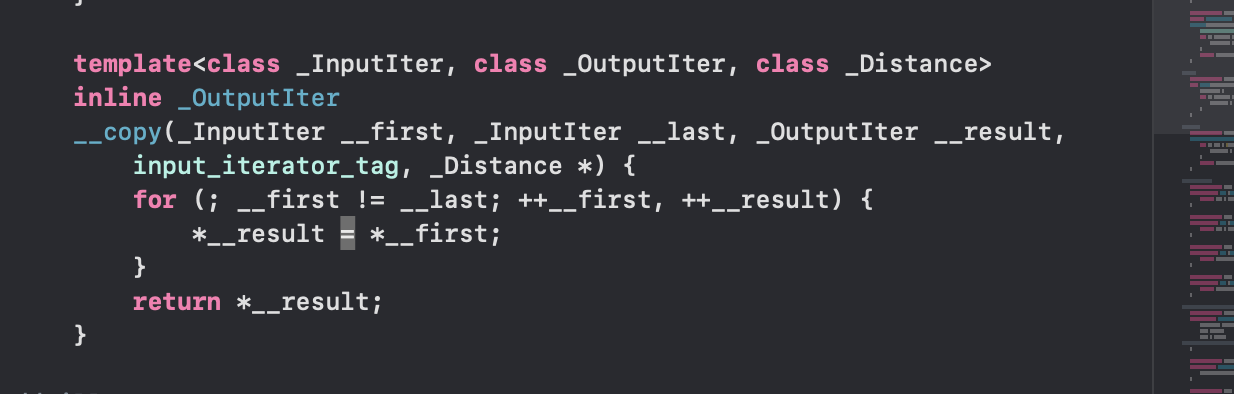 template<class _InputIter, class _OutputIter, class _Distance>
inline _OutputIter
__copy(_InputIter __first, _InputIter __last, _OutputIter __result,
    input_iterator_tag, _Distance *) {
    for (; __first != __last; ++__first, ++__result) {
        *__result = *__first;
    }
    return *__result;
}